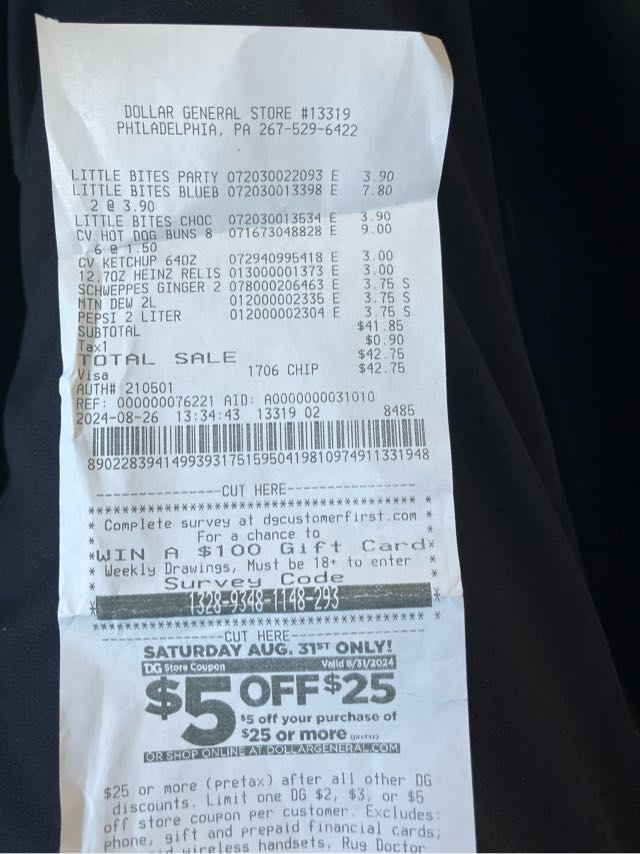 DOLLAR GENERAL STORE #13319
PHILADELPHIA, PA 267-529-6422
LITTLE BITES PARTY 072030022093 E 3.90
LITTLE BITES BLUEB 072030013398 E 7.80
2 @ 3.90
LITTLE BITES CHOC 072030013534 E 3.90
CV HOT DOG BUNS 8 071673048828 E 9.00
6 @ 1.50
CV KETCHUP 64OZ 072940995418 E 3.00
12.7OZ HEINZ RELIS 013000001373 E 3.00
SCHWEPPES GINGER 2 078000206463 E 3.75 S
MTN DEW 2L 012000002335 E 3.75 S
PEPSI 2 LITER 012000002304 E 3.75 S
SUBTOTAL $41.85
Tax1 $0.90
TOTAL SALE $42.75
Visa 1706 CHIP $42.75
AUTH# 210501
REF: 000000076221 AID: A0000000031010
2024-08-26 13:34:43 13319 02 8485
89022839414993931751595041981097491133194​8
----------------CUT HERE----------------
****************************************
* Complete survey at dgcustomerfirst.com *
* For a chance to *
*WIN A $100 Gift Card*
* Weekly Drawings, Must be 18+ to enter *
* Survey Code *
* 1328-9348-1148-293 *
****************************************
----------------CUT HERE----------------
SATURDAY AUG. 31ST ONLY!
DG Store Coupon Valid 8/31/2024
$5 OFF $25
$5 off your purchase of
$25 or more (pretax)
OR SHOP ONLINE AT DOLLARGENERAL.COM
$25 or more (pretax) after all other DG
discounts. Limit one DG $2, $3, or $5
off store coupon per customer. Excludes:
phone, gift and prepaid financial cards;
wireless handsets, Rug Doctor